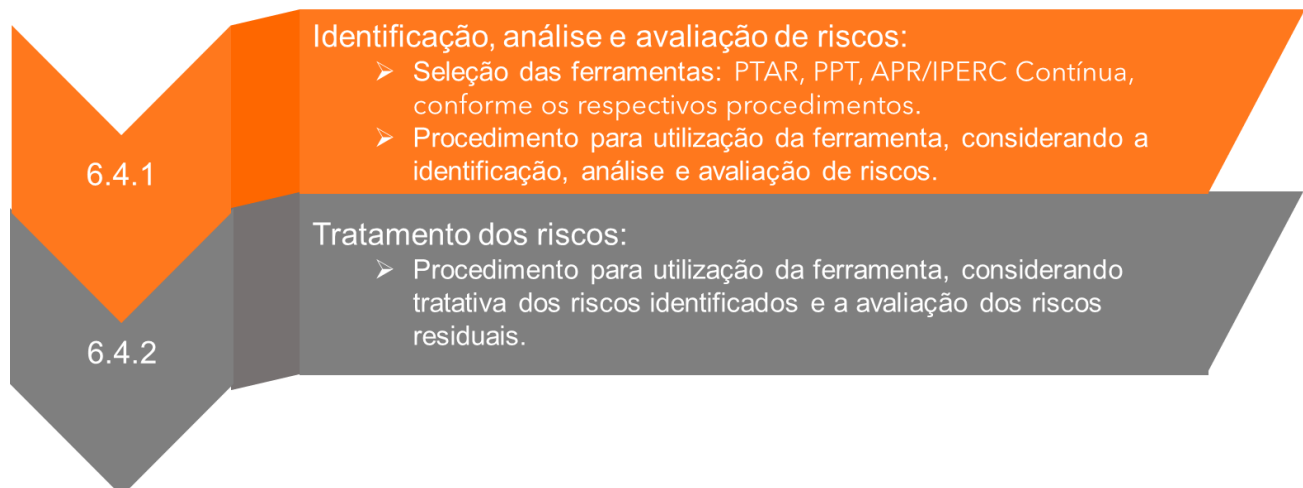 6.4.1
Identificação, análise e avaliação de riscos:
➢ Seleção das ferramentas: PTAR, PPT, APR/IPERC Contínua,
conforme os respectivos procedimentos.
➢ Procedimento para utilização da ferramenta, considerando a
identificação, análise e avaliação de riscos.
6.4.2
Tratamento dos riscos:
➢ Procedimento para utilização da ferramenta, considerando
tratativa dos riscos identificados e a avaliação dos riscos
residuais.